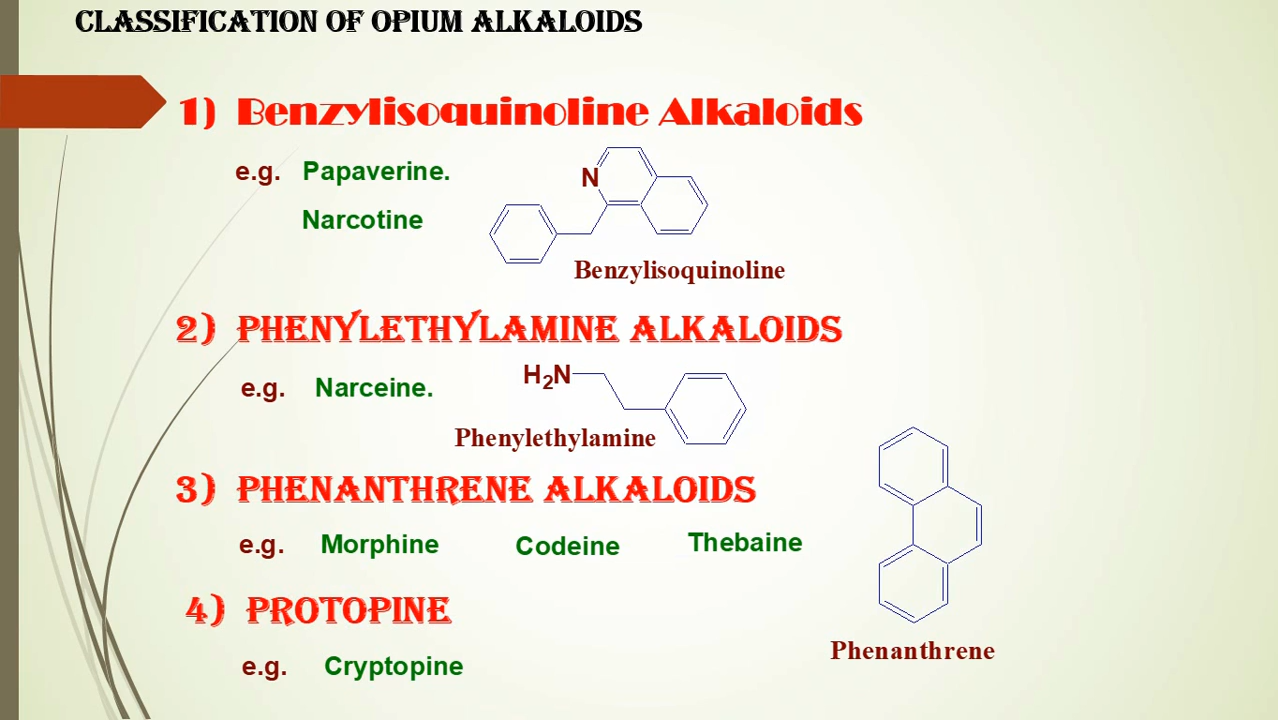 CLASSIFICATION OF OPIUM ALKALOIDS
1) Benzylisoquinoline Alkaloids
e.g. Papaverine.
Narcotine
N
Benzylisoquinoline
2) PHENYLETHYLAMINE ALKALOIDS
e.g. Narceine.
H₂N
Phenylethylamine
3) PHENANTHRENE ALKALOIDS
e.g. Morphine Codeine Thebaine
4) PROTOPINE
Phenanthrene
e.g. Cryptopine